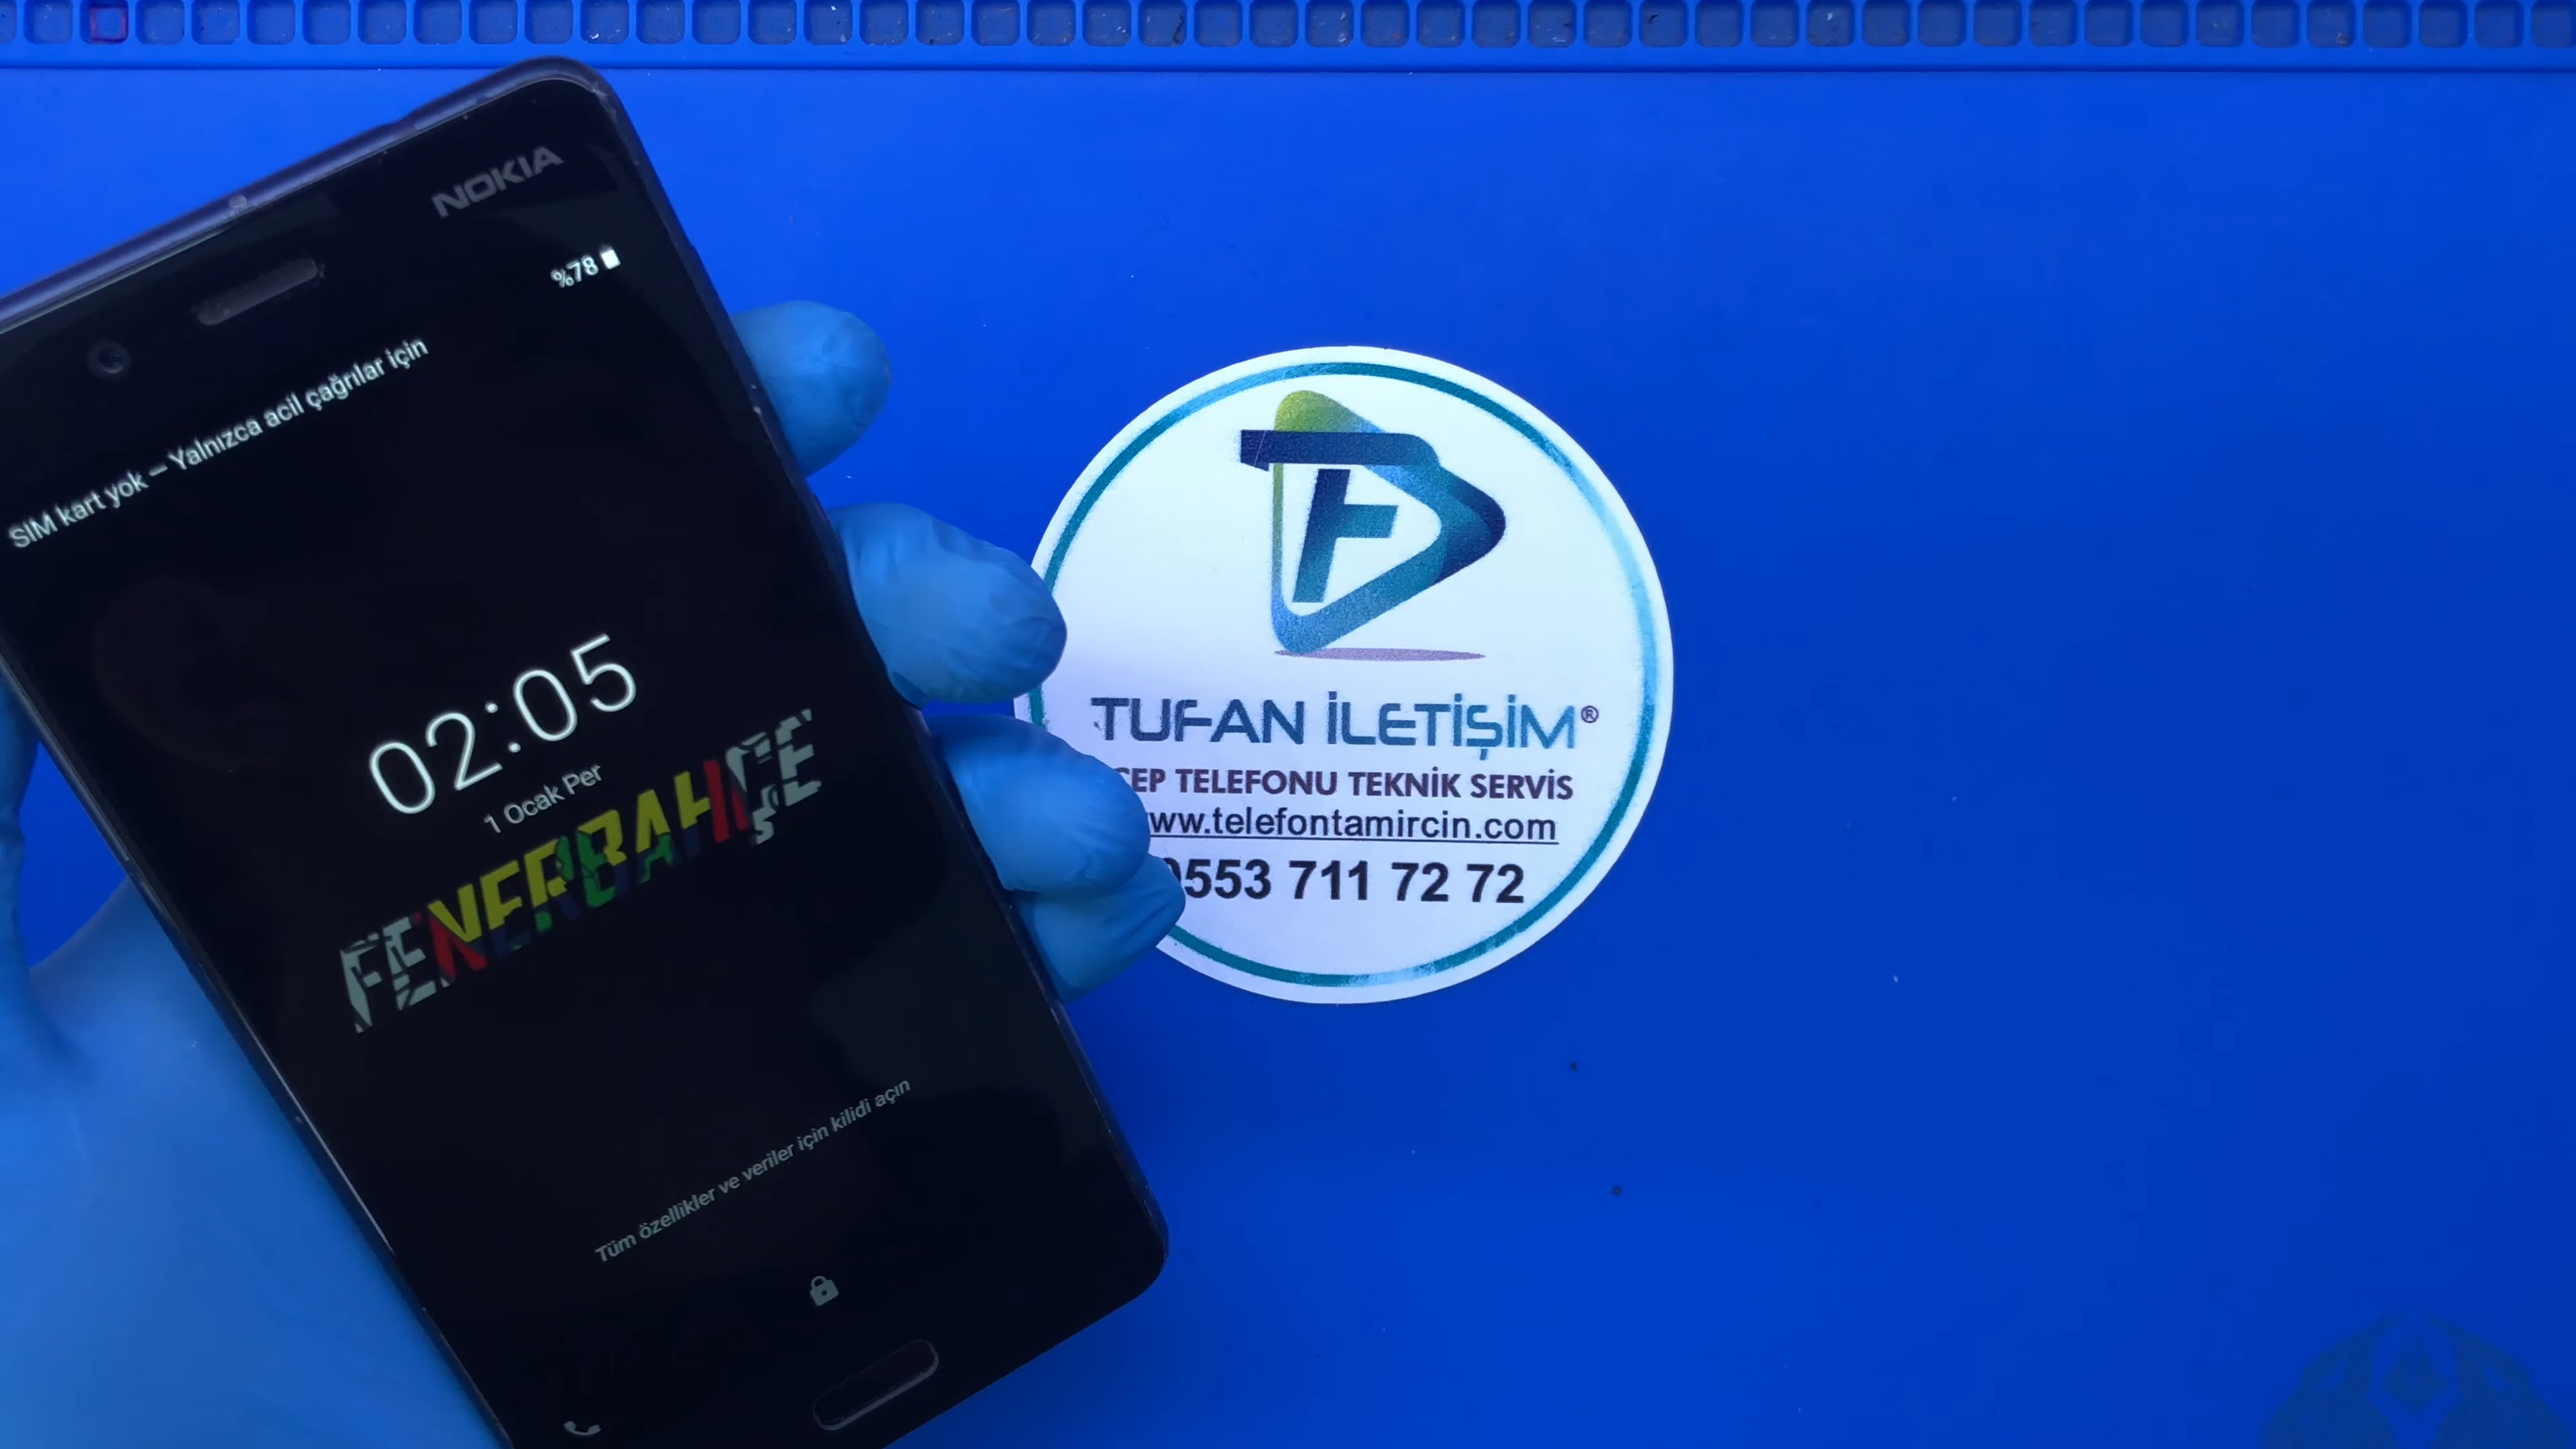 NOKIA
%78
SIM kart yok – Yalnızca acil çağrılar için
02:05
1 Ocak Per
FENERBAHÇE
Tüm özellikler ve veriler için kilidi açın
TUFAN İLETİŞİM®
CEP TELEFONU TEKNİK SERVİS
www.telefontamircin.com
0553 711 72 72